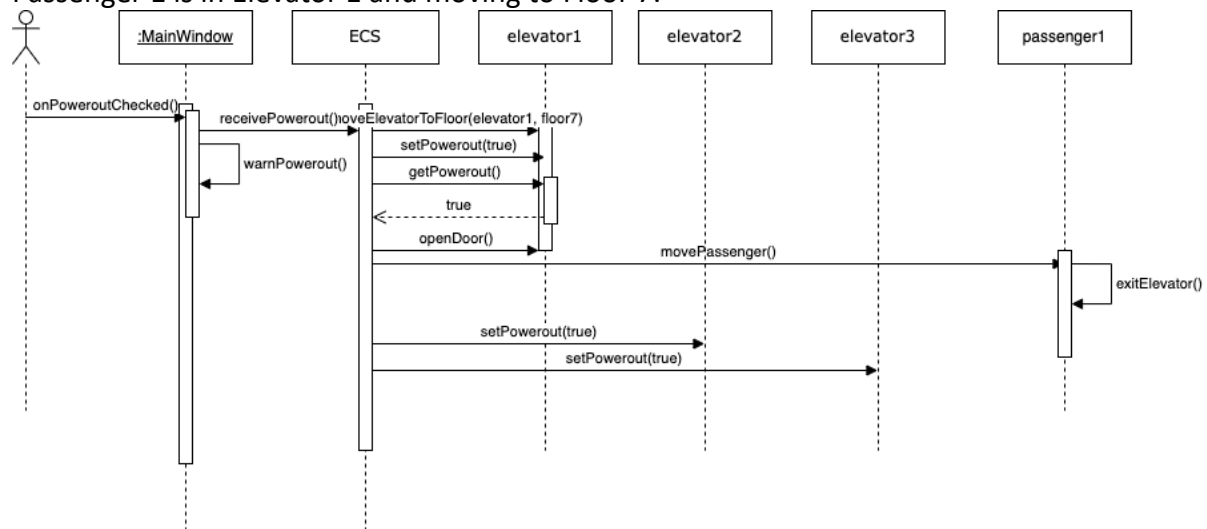 Passenger 1 is in Elevator 1 and moving to Floor 7.
:MainWindow
ECS
elevator1
elevator2
elevator3
passenger1
onPoweroutChecked()
receivePowerout()
oveElevatorToFloor(elevator1, floor7)
setPowerout(true)
warnPowerout()
getPowerout()
true
openDoor()
movePassenger()
exitElevator()
setPowerout(true)
setPowerout(true)